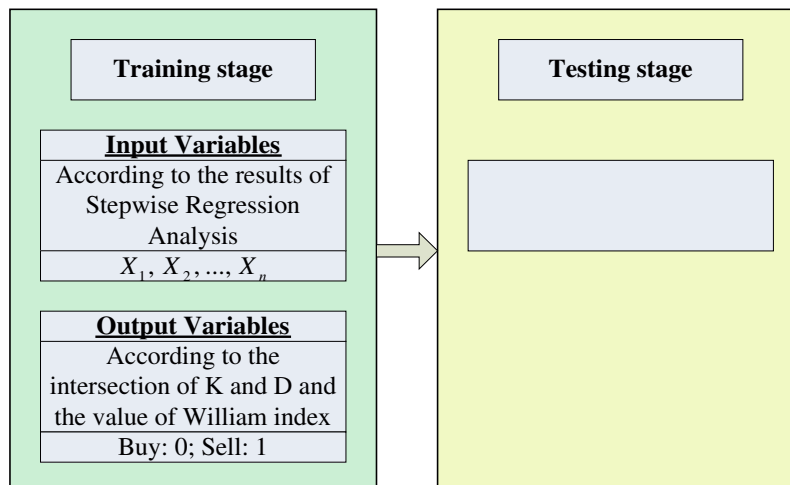 Training stage
Input Variables
According to the results of
Stepwise Regression
Analysis
X₁, X₂, ..., Xₙ
Output Variables
According to the
intersection of K and D and
the value of William index
Buy: 0; Sell: 1
Testing stage